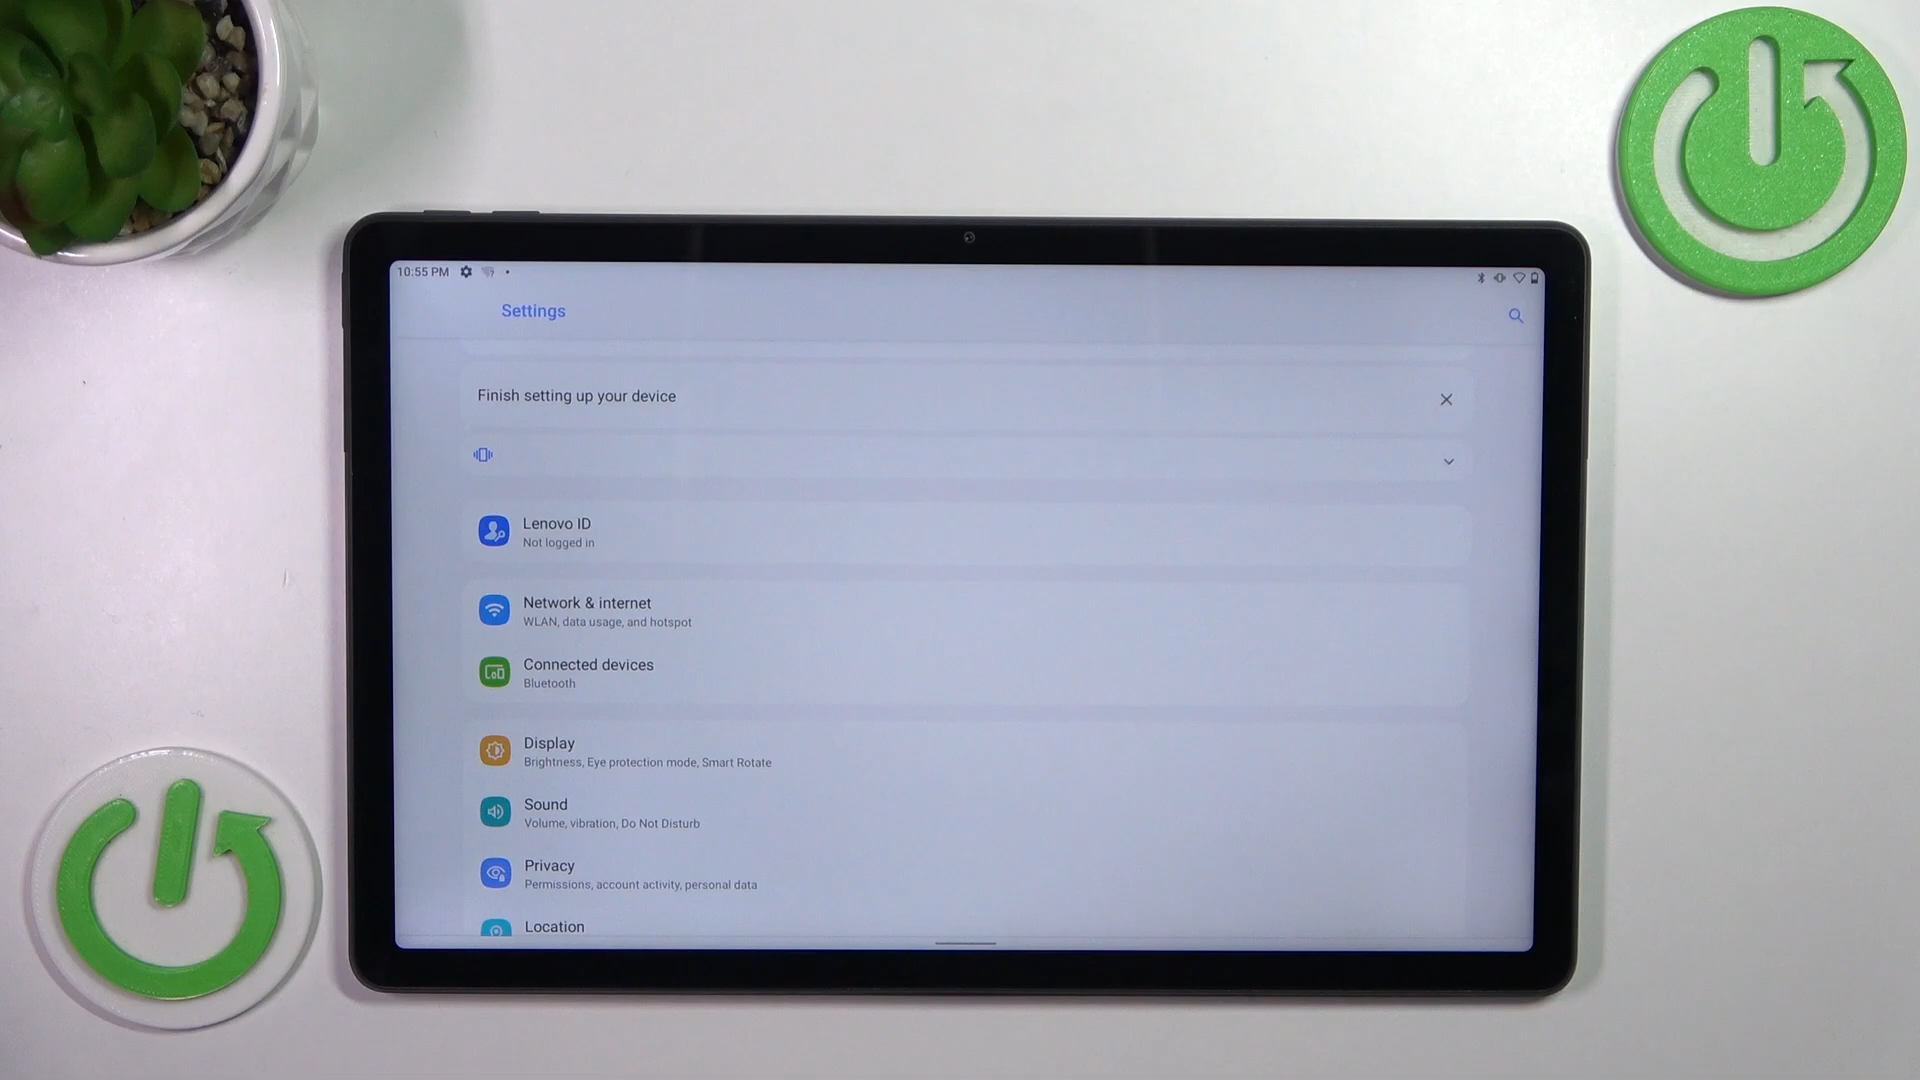 10:55 PM
Settings
Finish setting up your device
Lenovo ID
Not logged in
Network & internet
WLAN, data usage, and hotspot
Connected devices
Bluetooth
Display
Brightness, Eye protection mode, Smart Rotate
Sound
Volume, vibration, Do Not Disturb
Privacy
Permissions, account activity, personal data
Location